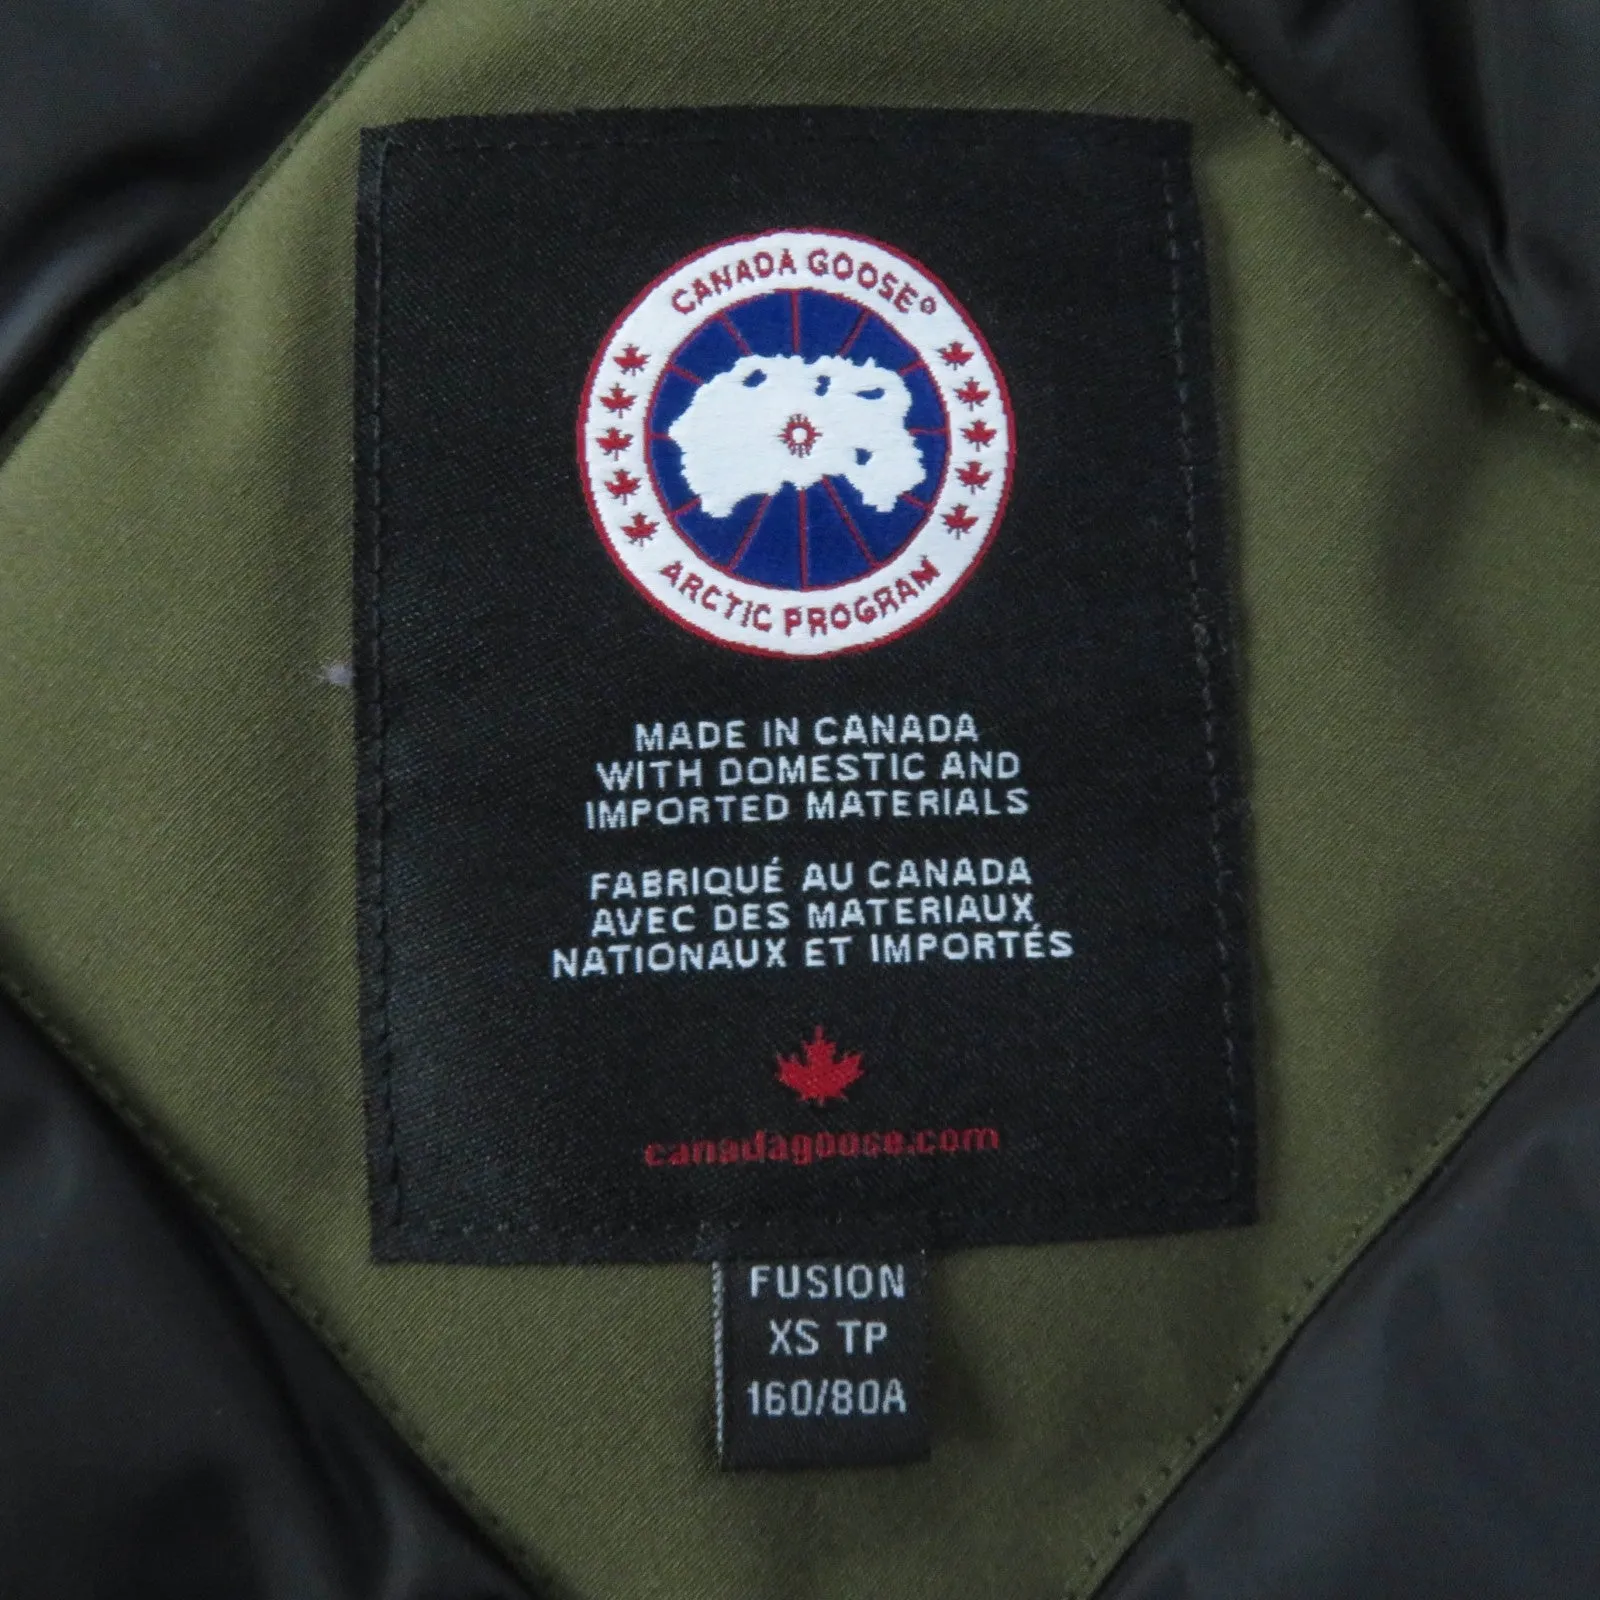 CANADA GOOSE®
ARCTIC PROGRAM
MADE IN CANADA
WITH DOMESTIC AND
IMPORTED MATERIALS
FABRIQUÉ AU CANADA
AVEC DES MATERIAUX
NATIONAUX ET IMPORTÉS
canadagoose.com
FUSION
XS TP
160/80A